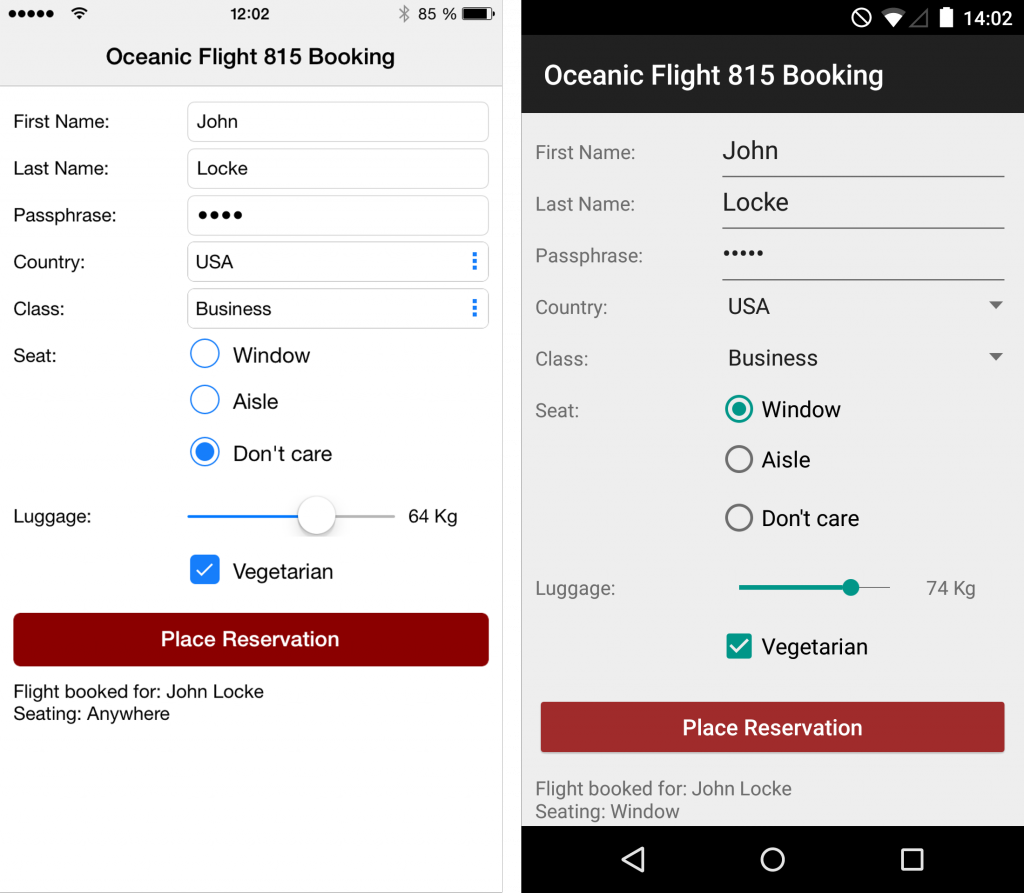 12:02
85 %
Oceanic Flight 815 Booking
First Name: John
Last Name: Locke
Passphrase: ••••
Country: USA
Class: Business
Seat: Window
Aisle
Don't care
Luggage: 64 Kg
Vegetarian
Place Reservation
Flight booked for: John Locke
Seating: Anywhere
14:02
Oceanic Flight 815 Booking
First Name: John
Last Name: Locke
Passphrase: •••••
Country: USA
Class: Business
Seat: Window
Aisle
Don't care
Luggage: 74 Kg
Vegetarian
Place Reservation
Flight booked for: John Locke
Seating: Window